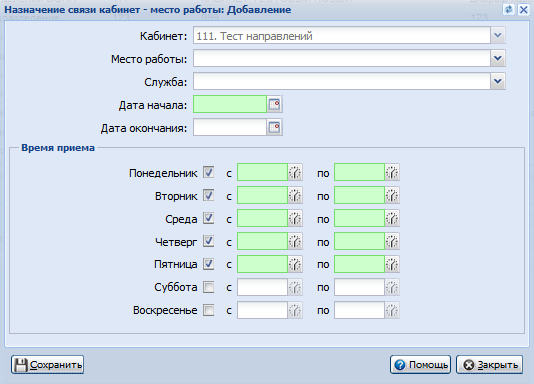 Назначение связи кабинет - место работы: Добавление
Кабинет: 111. Тест направлений
Место работы:
Служба:
Дата начала:
Дата окончания:
Время приема
Понедельник с по
Вторник с по
Среда с по
Четверг с по
Пятница с по
Суббота с по
Воскресенье с по
Сохранить Помощь Закрыть